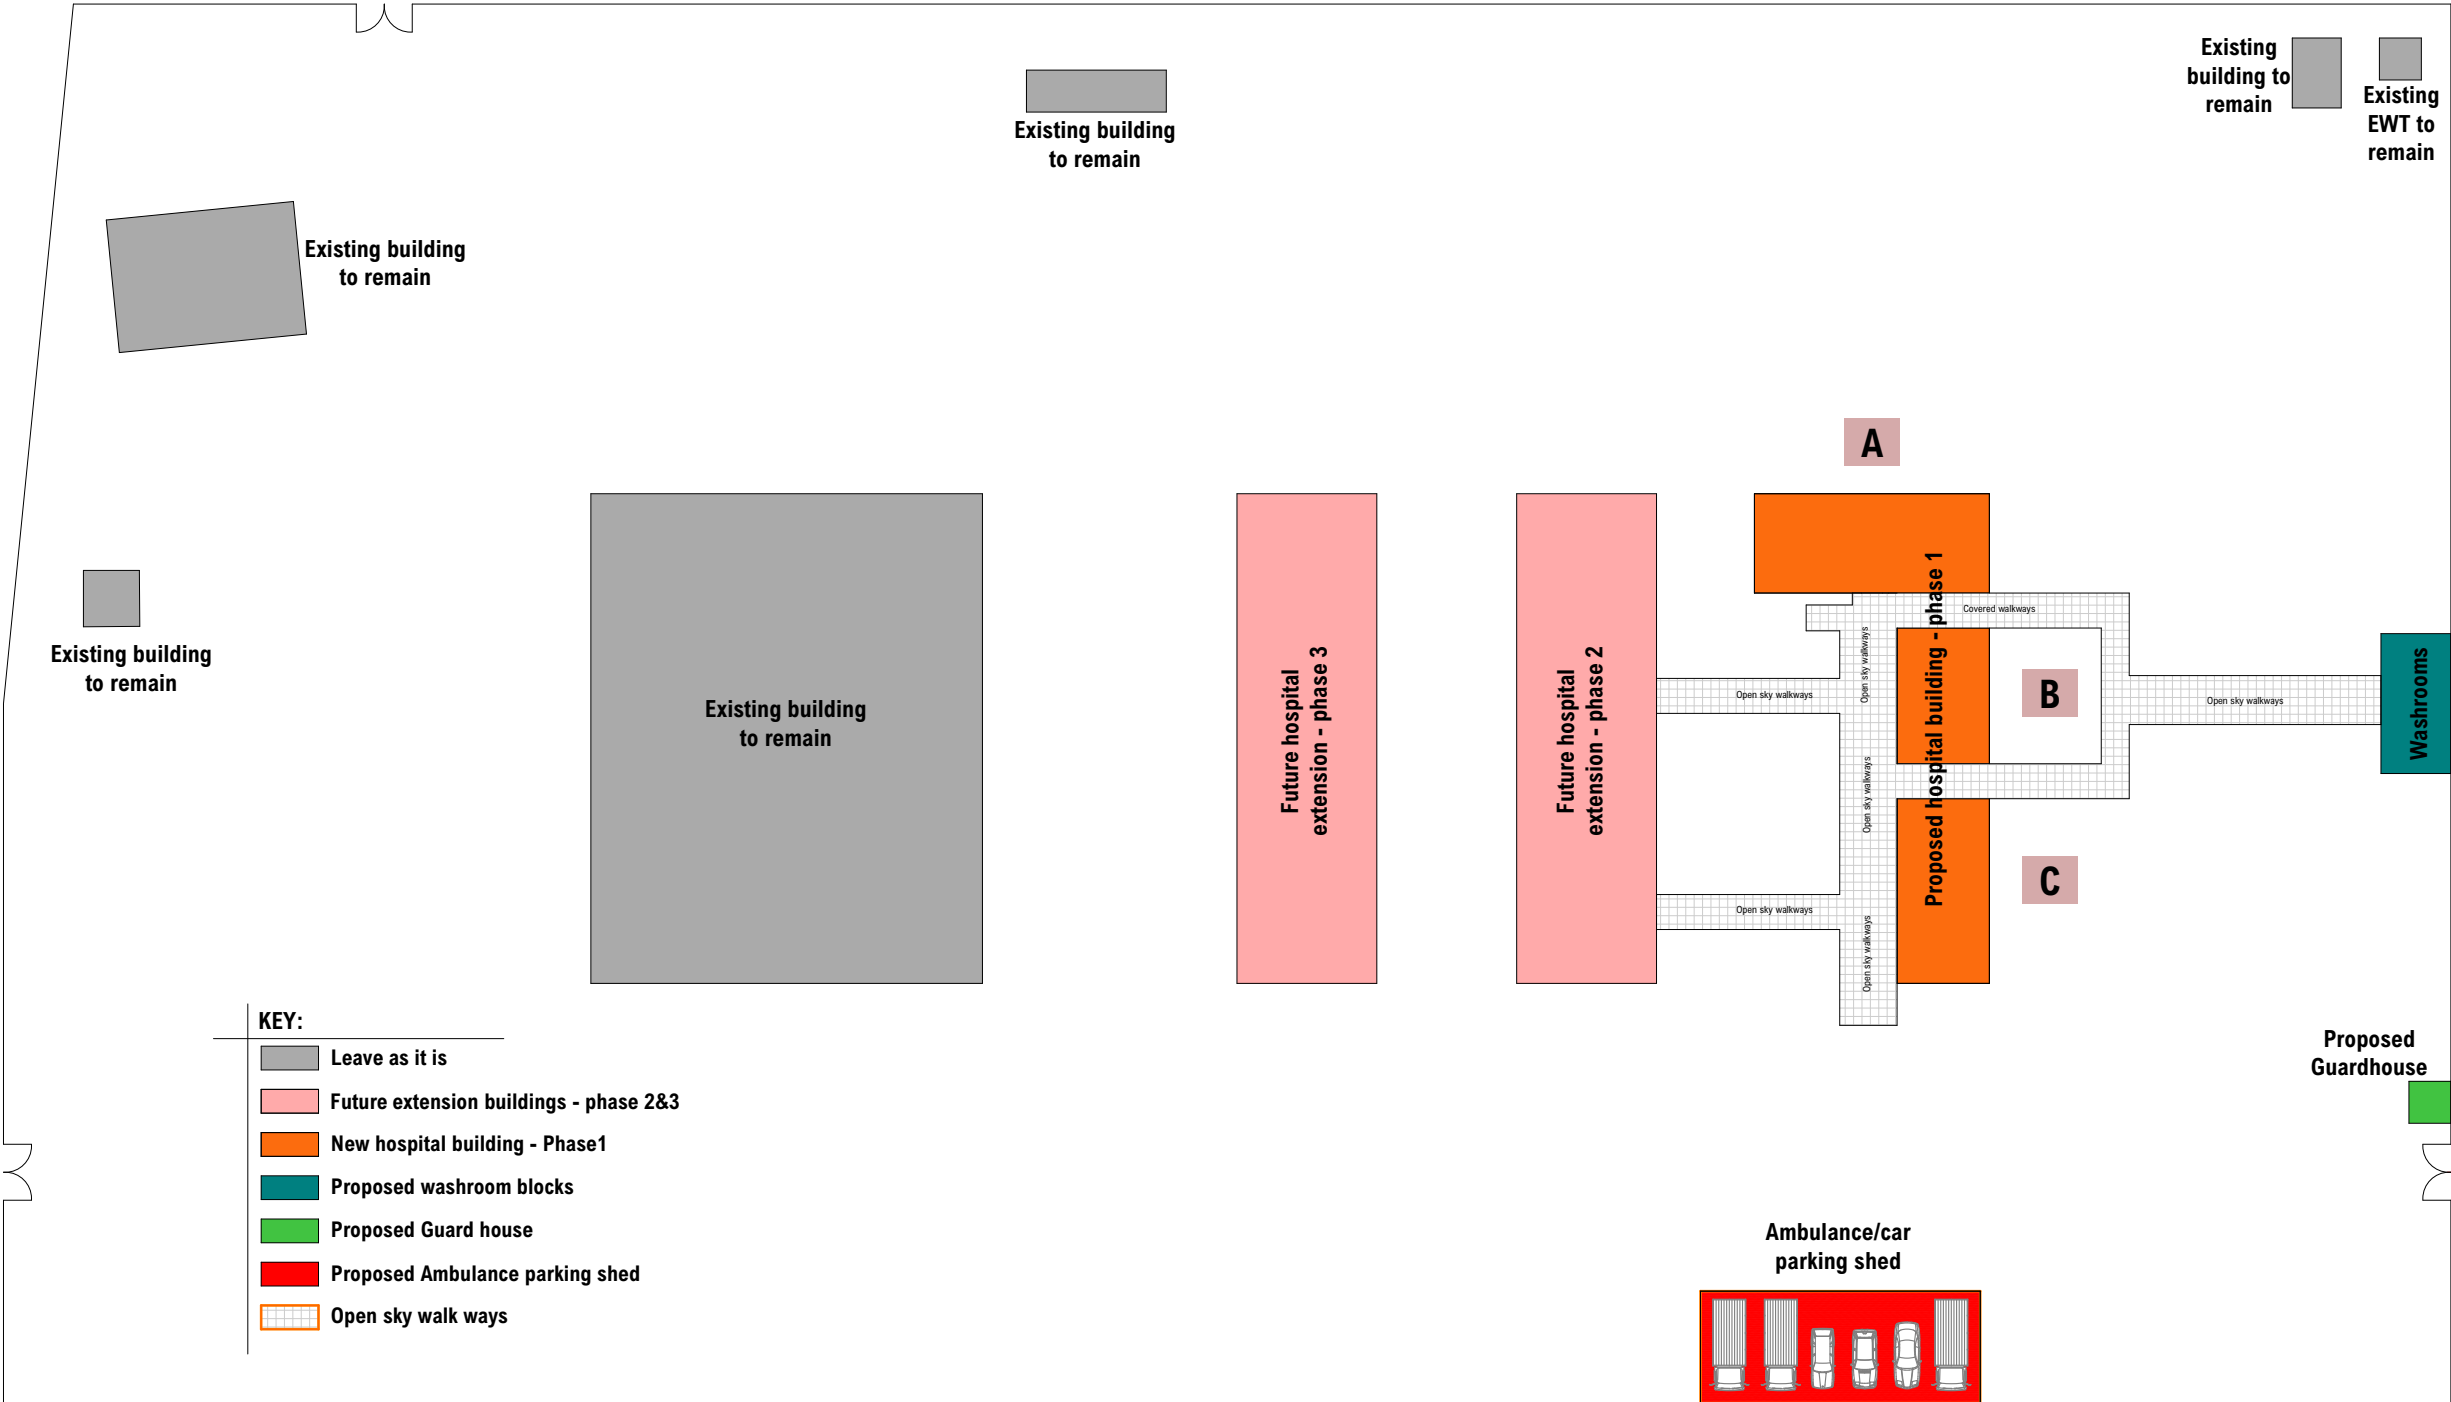 Existing
building to
remain
Existing
EWT to
remain
Existing building
to remain
Existing building
to remain
A
Existing building
to remain
Existing building
to remain
Future hospital
extension - phase 3
Future hospital
extension - phase 2
Proposed hospital building - phase 1
Covered walkways
Open sky walkways
Open sky walkways
Open sky walkways
Open sky walkways
Open sky walkways
Open sky walkways
B
Washrooms
C
KEY:
Leave as it is
Future extension buildings - phase 2&3
New hospital building - Phase1
Proposed washroom blocks
Proposed Guard house
Proposed Ambulance parking shed
Open sky walk ways
Proposed
Guardhouse
Ambulance/car
parking shed